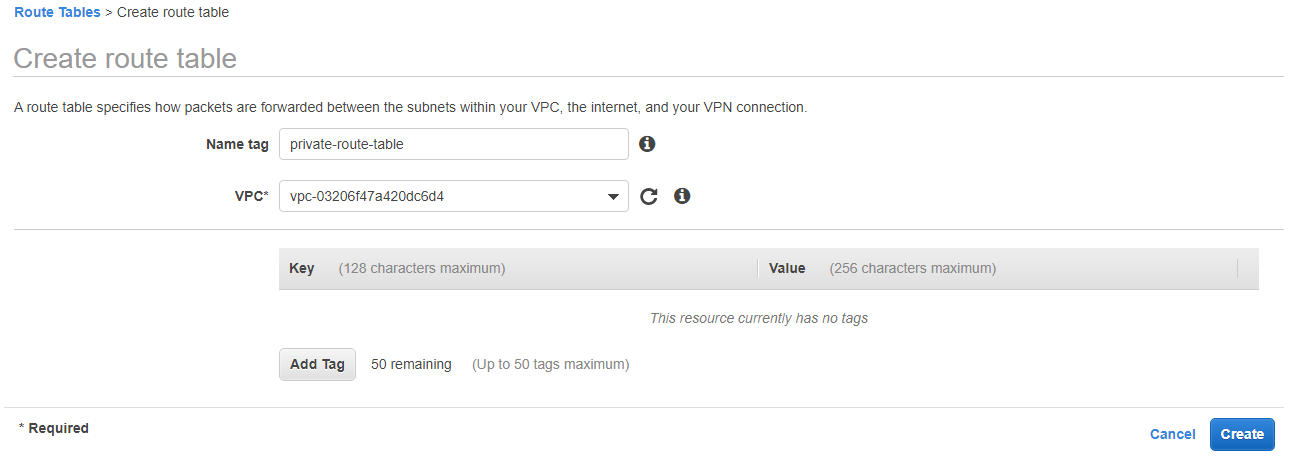 Route Tables > Create route table
Create route table
A route table specifies how packets are forwarded between the subnets within your VPC, the internet, and your VPN connection.
Name tag private-route-table
VPC* vpc-03206f47a420dc6d4
Key (128 characters maximum) Value (256 characters maximum)
This resource currently has no tags
Add Tag 50 remaining (Up to 50 tags maximum)
* Required
Cancel Create